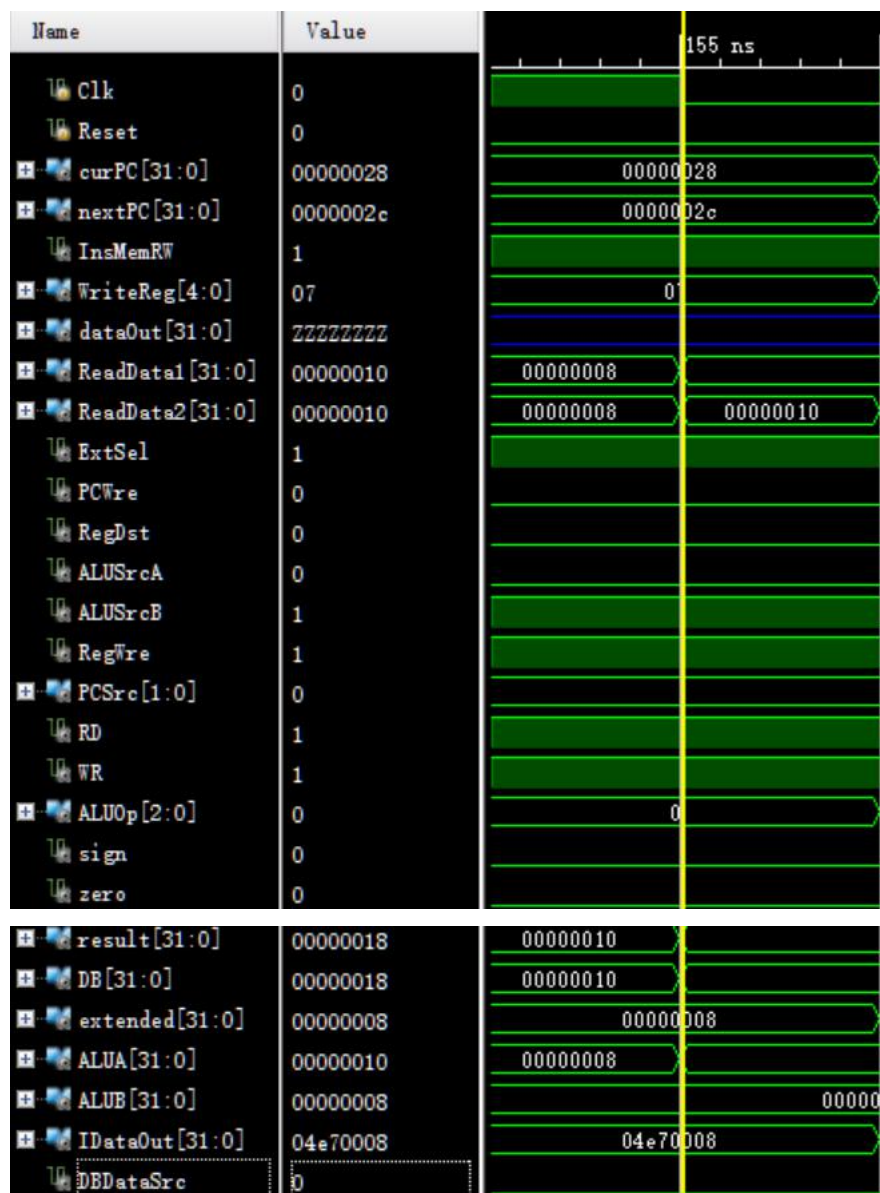 Name Value
155 ns
Clk 0
Reset 0
curPC[31:0] 00000028 00000028
nextPC[31:0] 0000002c 0000002c
InsMemRW 1
WriteReg[4:0] 07 07
dataOut[31:0] ZZZZZZZZ
ReadData1[31:0] 00000010 00000008
ReadData2[31:0] 00000010 00000008 00000010
ExtSel 1
PCWre 0
RegDst 0
ALUSrcA 0
ALUSrcB 1
RegWre 1
PCSrc[1:0] 0
RD 1
WR 1
ALUOp[2:0] 0 0
sign 0
zero 0
result[31:0] 00000018 00000010
DB[31:0] 00000018 00000010
extended[31:0] 00000008 00000008
ALUA[31:0] 00000010 00000008
ALUB[31:0] 00000008 00000
IDataOut[31:0] 04e70008 04e70008
DBDataSrc 0